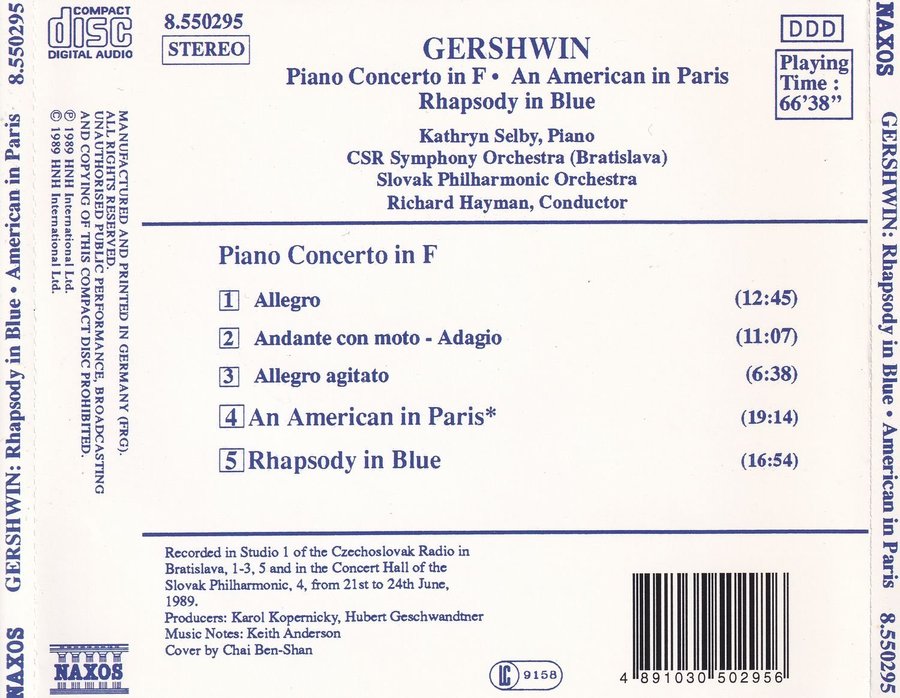 8.550295
GERSHWIN: Rhapsody in Blue • American in Paris
NAXOS
COMPACT
disc
DIGITAL AUDIO
MANUFACTURED AND PRINTED IN GERMANY (FRG).
ALL RIGHTS RESERVED.
UNAUTHORISED PUBLIC PERFORMANCE, BROADCASTING
AND COPYING OF THIS COMPACT DISC PROHIBITED.
℗ 1989 HNH International Ltd.
© 1989 HNH International Ltd.
NAXOS
8.550295
STEREO
GERSHWIN
Piano Concerto in F • An American in Paris
Rhapsody in Blue
Kathryn Selby, Piano
CSR Symphony Orchestra (Bratislava)
Slovak Philharmonic Orchestra
Richard Hayman, Conductor
DDD
Playing
Time :
66'38"
Piano Concerto in F
1 Allegro (12:45)
2 Andante con moto - Adagio (11:07)
3 Allegro agitato (6:38)
4 An American in Paris* (19:14)
5 Rhapsody in Blue (16:54)
Recorded in Studio 1 of the Czechoslovak Radio in
Bratislava, 1-3, 5 and in the Concert Hall of the
Slovak Philharmonic, 4, from 21st to 24th June,
1989.
Producers: Karol Kopernicky, Hubert Geschwandtner
Music Notes: Keith Anderson
Cover by Chai Ben-Shan
LC 9158
4 891030 502956
NAXOS
GERSHWIN: Rhapsody in Blue • American in Paris
8.550295